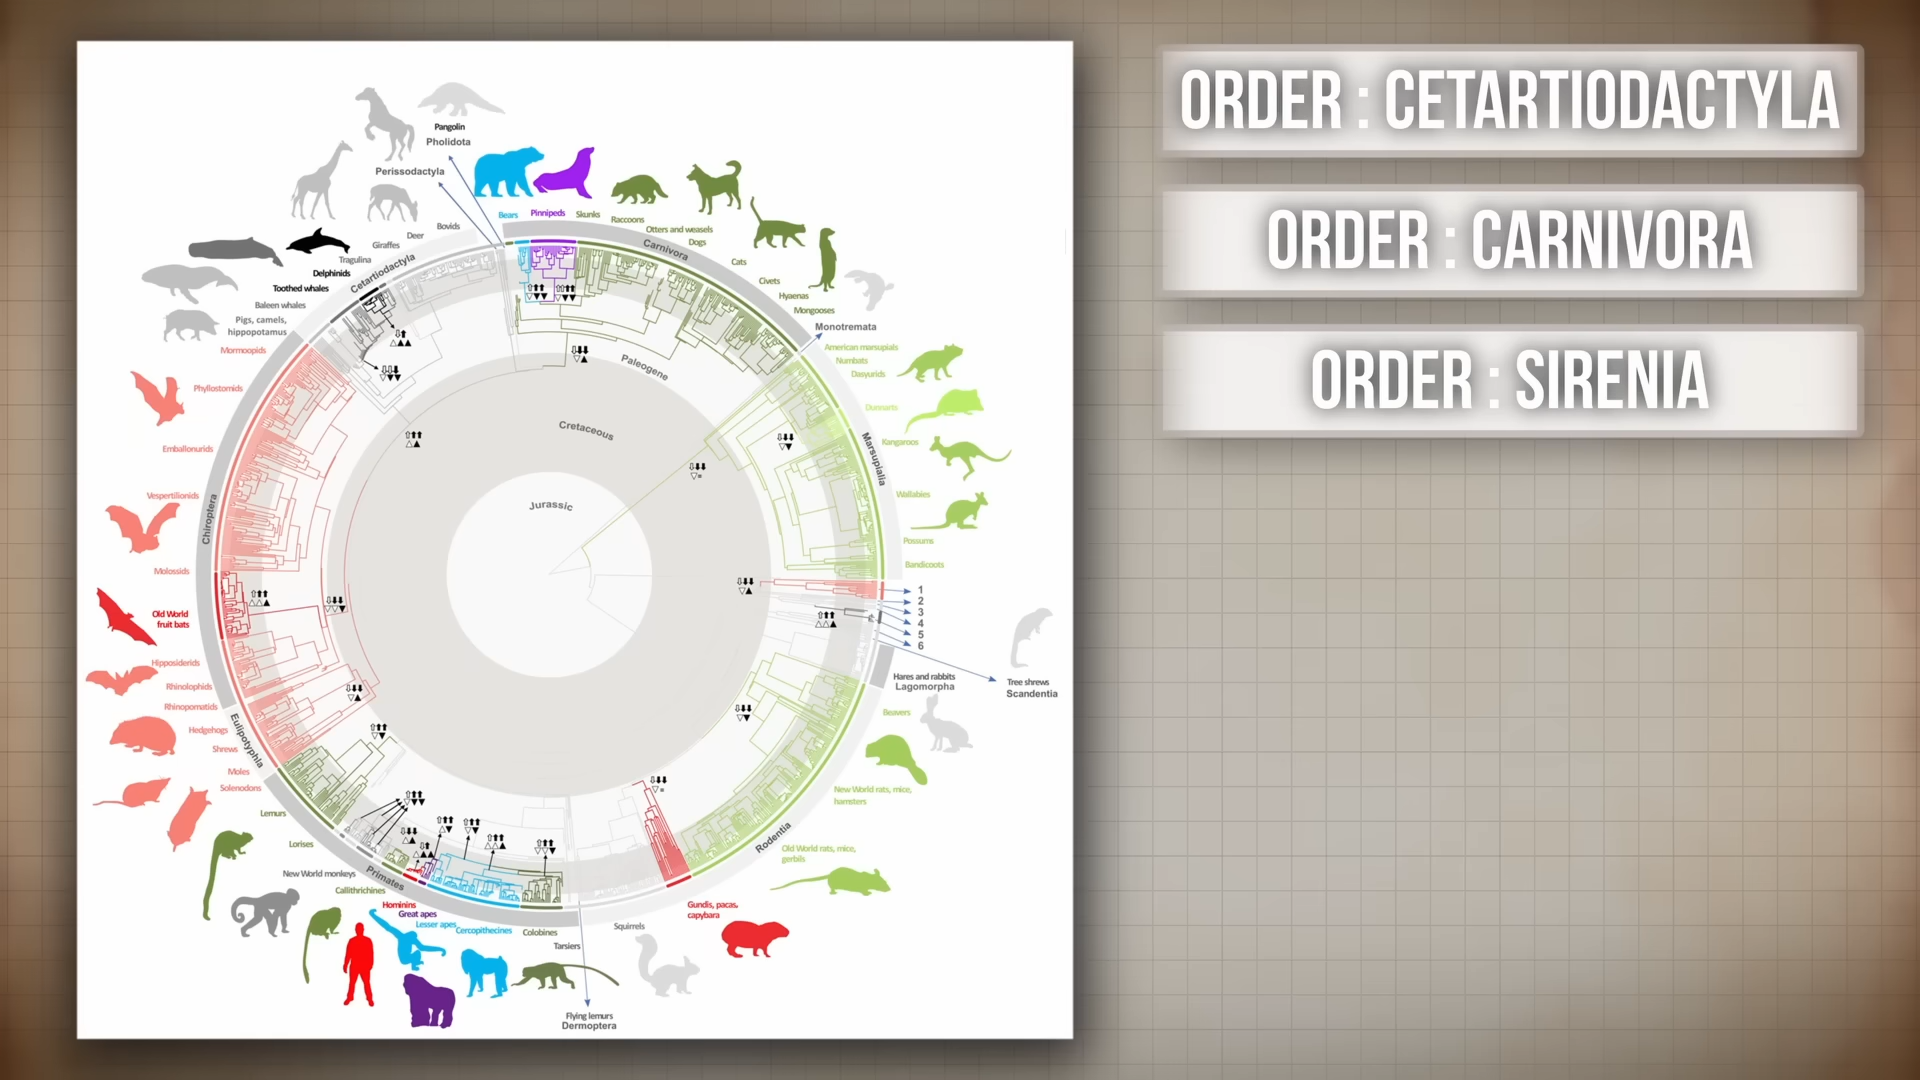 ORDER : CETARTIODACTYLA
ORDER : CARNIVORA
ORDER : SIRENIA
Pangolin
Pholidota
Perissodactyla
Bovids
Deer
Giraffes
Tragulina
Delphinids
Toothed whales
Baleen whales
Pigs, camels,
hippopotamus
Cetartiodactyla
Bears
Pinnipeds
Skunks
Raccoons
Otters and weasels
Dogs
Carnivora
Cats
Civets
Hyaenas
Mongooses
Monotremata
American marsupials
Numbats
Dasyurids
Dunnarts
Kangaroos
Marsupialia
Wallabies
Possums
Bandicoots
1
2
3
4
5
6
Tree shrews
Scandentia
Hares and rabbits
Lagomorpha
Beavers
New World rats, mice,
hamsters
Rodentia
Old World rats, mice,
gerbils
Gundis, pacas,
capybara
Squirrels
Flying lemurs
Dermoptera
Tarsiers
Colobines
Cercopithecines
Lesser apes
Great apes
Hominins
Callithrichines
New World monkeys
Primates
Lorises
Lemurs
Solenodons
Moles
Shrews
Hedgehogs
Eulipotyphla
Rhinopomatids
Rhinolophids
Hipposiderids
Old World
fruit bats
Molossids
Chiroptera
Vespertilionids
Emballonurids
Phyllostomids
Mormoopids
Paleogene
Cretaceous
Jurassic